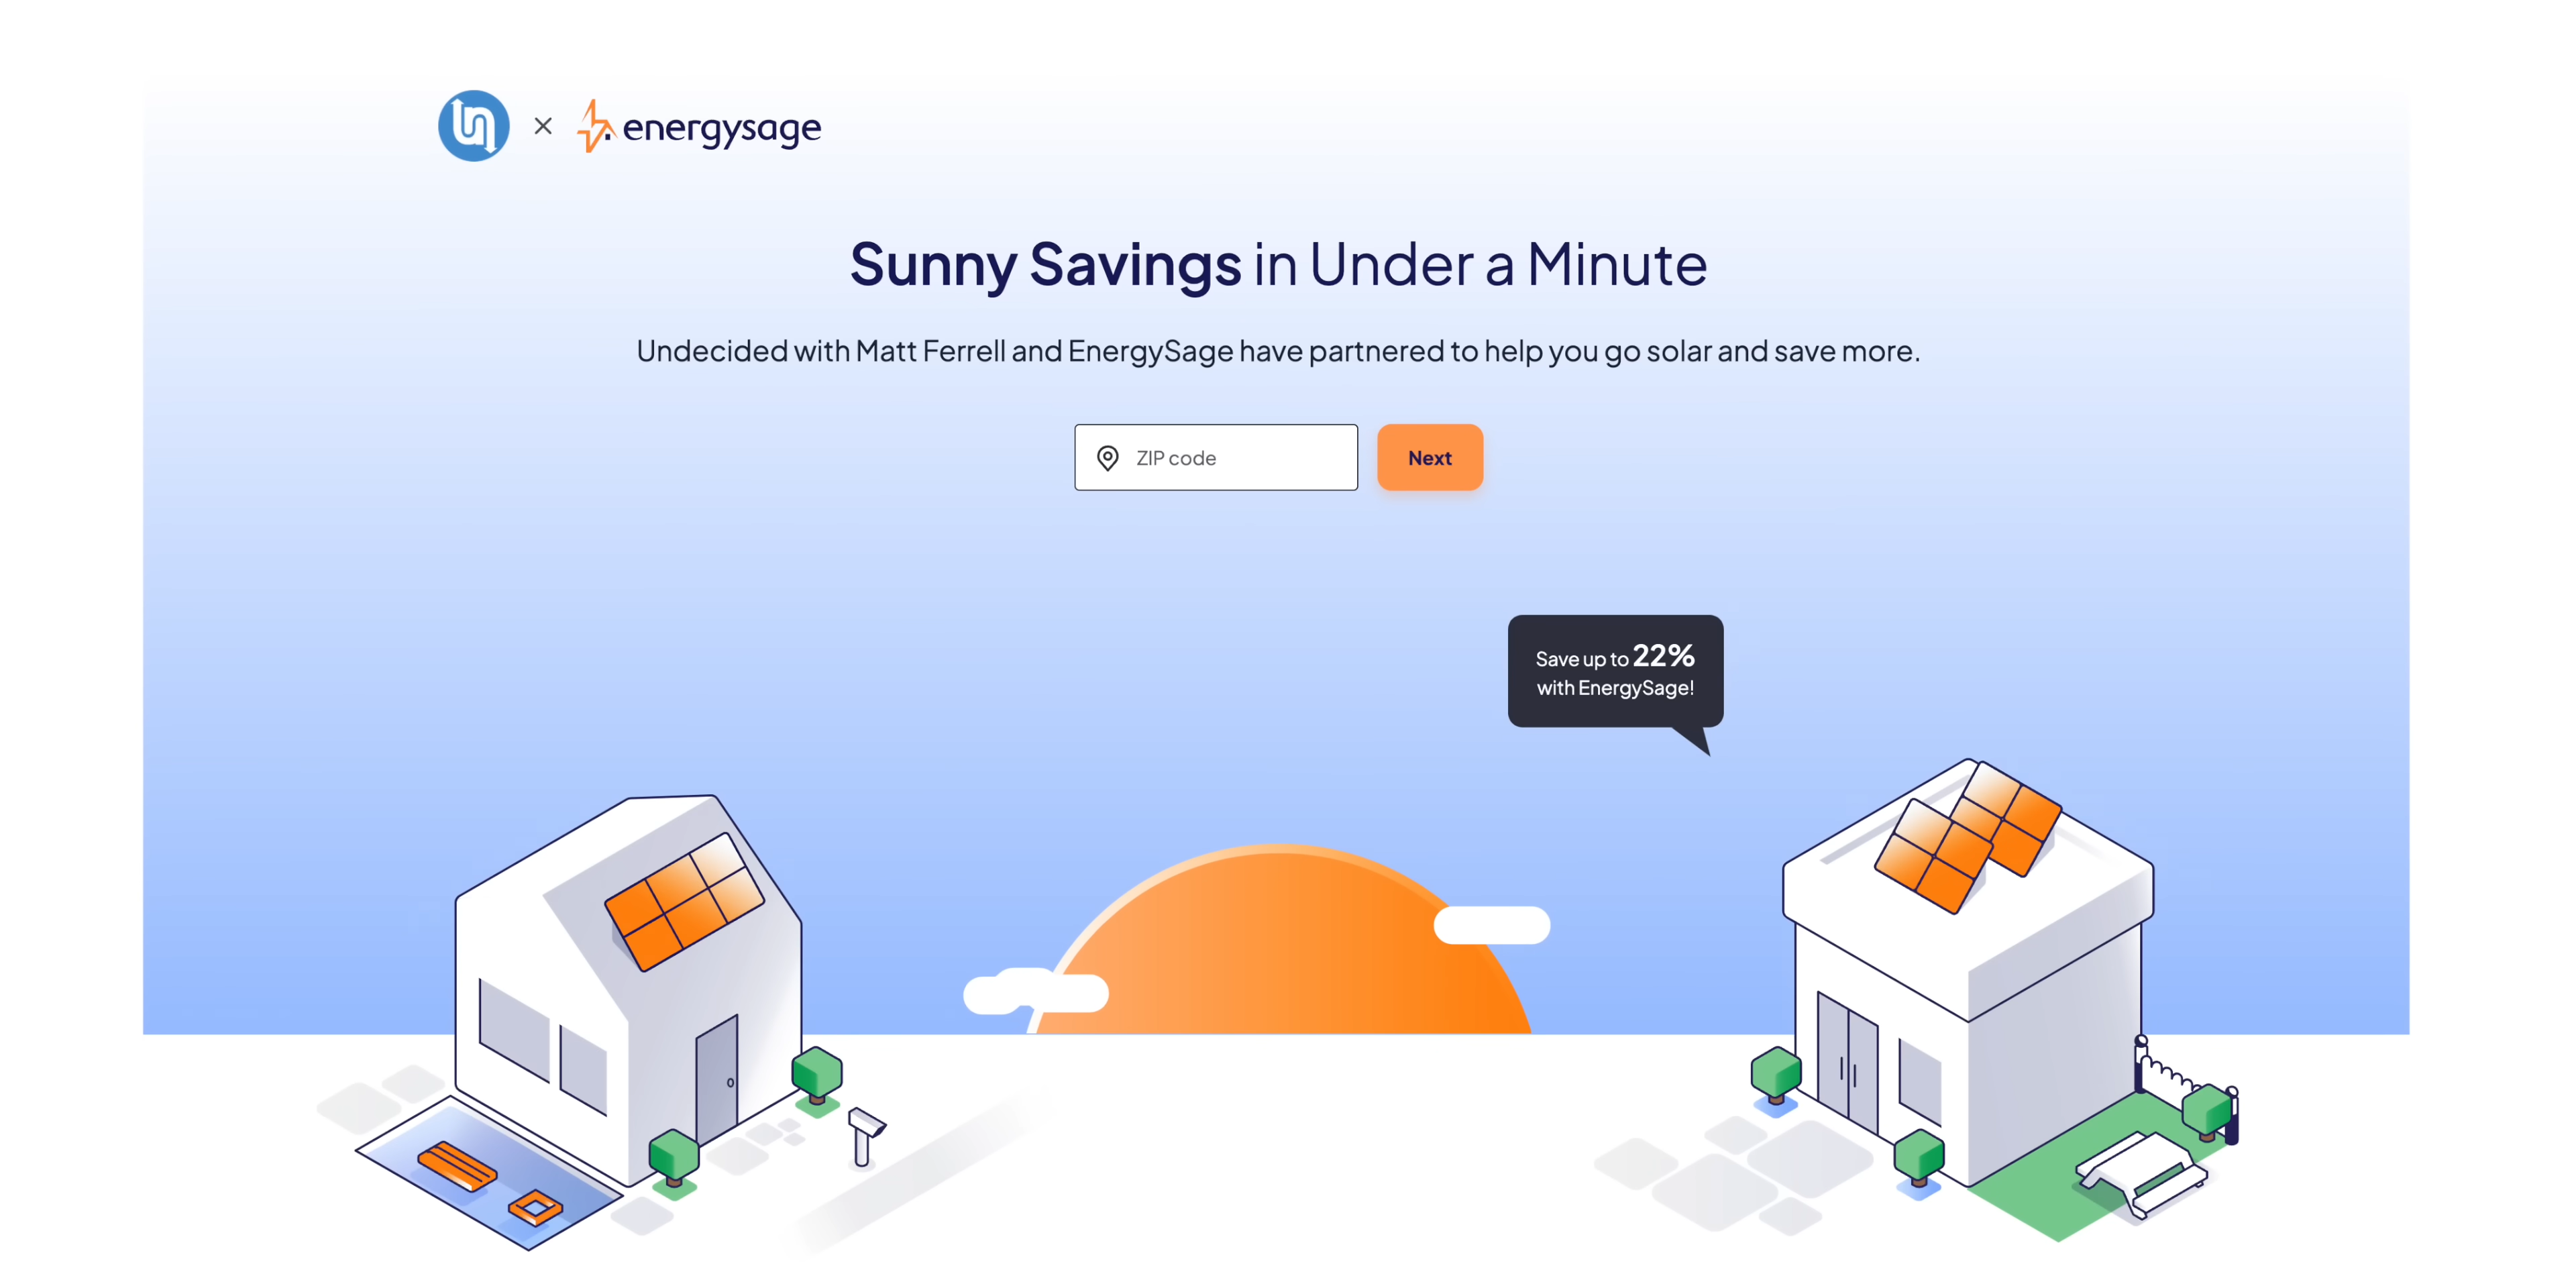 un × energysage
Sunny Savings in Under a Minute
Undecided with Matt Ferrell and EnergySage have partnered to help you go solar and save more.
ZIP code
Next
Save up to 22%
with EnergySage!